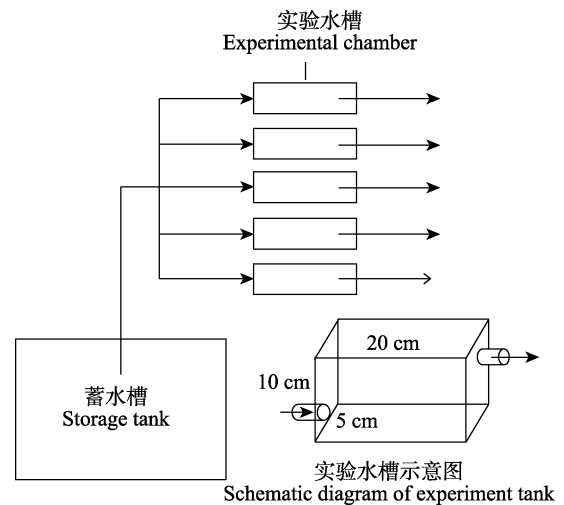 实验水槽
Experimental chamber
蓄水槽
Storage tank
20 cm
10 cm
5 cm
实验水槽示意图
Schematic diagram of experiment tank